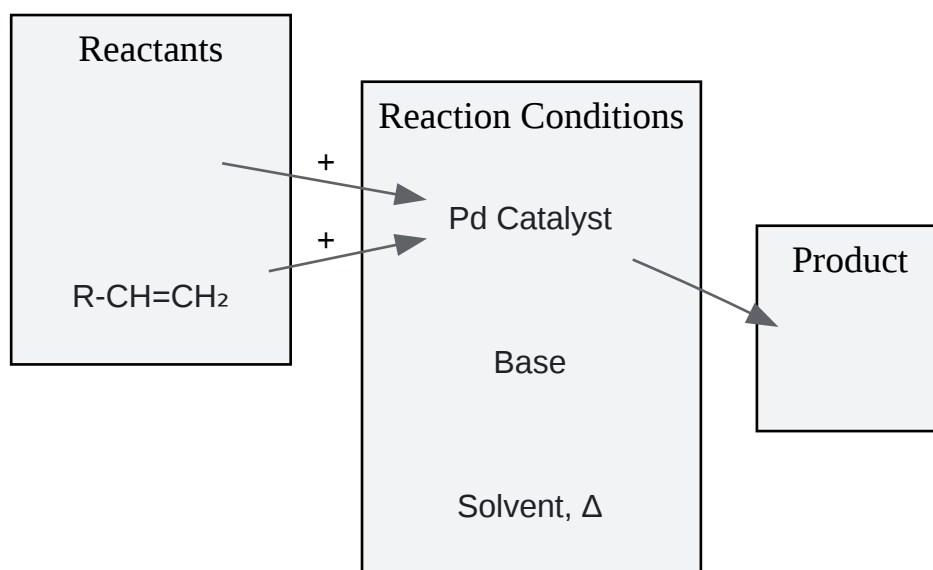 Reactants
+
+
R-CH=CH₂
Reaction Conditions
Pd Catalyst
Base
Solvent, Δ
Product